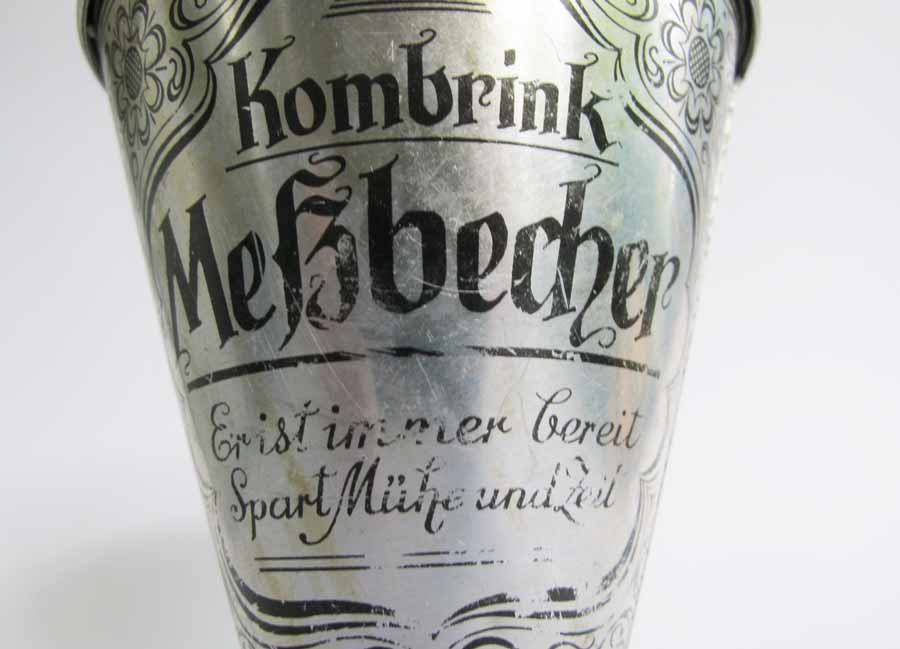 Kombrink
Meßbecher
Er ist immer bereit
Spart Mühe und Zeit